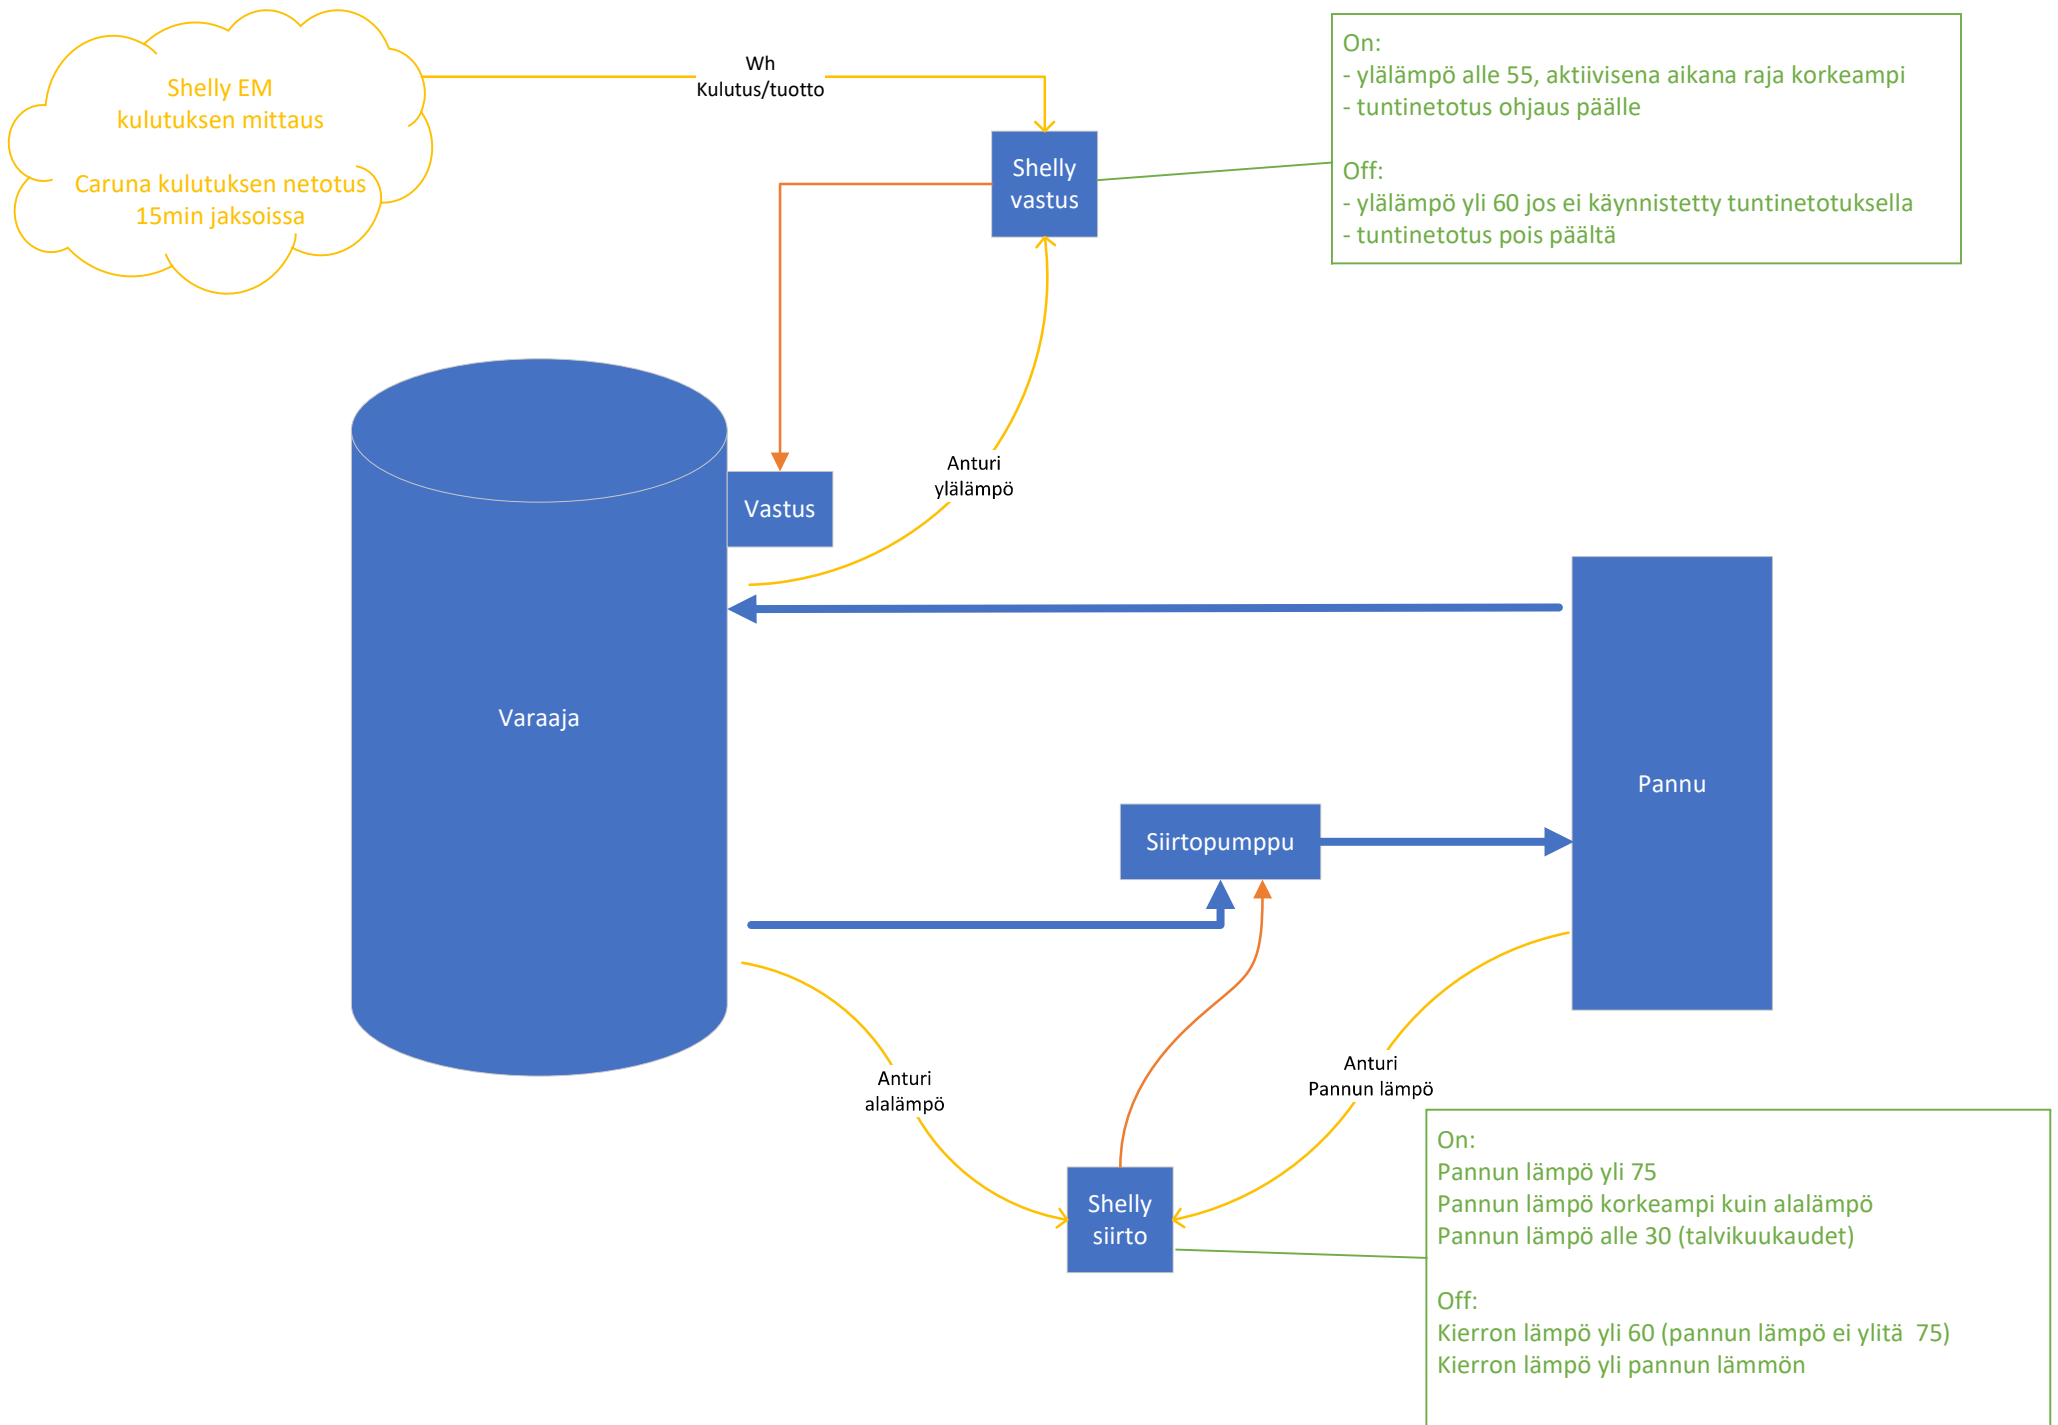 Shelly EM
kulutuksen mittaus
Caruna kulutuksen netotus
15min jaksoissa
Wh
Kulutus/tuotto
Shelly
vastus
On:
- ylälämpö alle 55, aktiivisena aikana raja korkeampi
- tuntinetotus ohjaus päälle
Off:
- ylälämpö yli 60 jos ei käynnistetty tuntinetotuksella
- tuntinetotus pois päältä
Anturi
ylälämpö
Vastus
Varaaja
Pannu
Siirtopumppu
Anturi
alalämpö
Anturi
Pannun lämpö
Shelly
siirto
On:
Pannun lämpö yli 75
Pannun lämpö korkeampi kuin alalämpö
Pannun lämpö alle 30 (talvikuukaudet)
Off:
Kierron lämpö yli 60 (pannun lämpö ei ylitä  75)
Kierron lämpö yli pannun lämmön